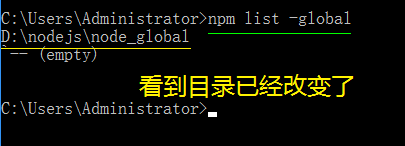 C:\Users\Administrator>npm list -global
D:\nodejs\node_global
`-- (empty)
看到目录已经改变了
C:\Users\Administrator>